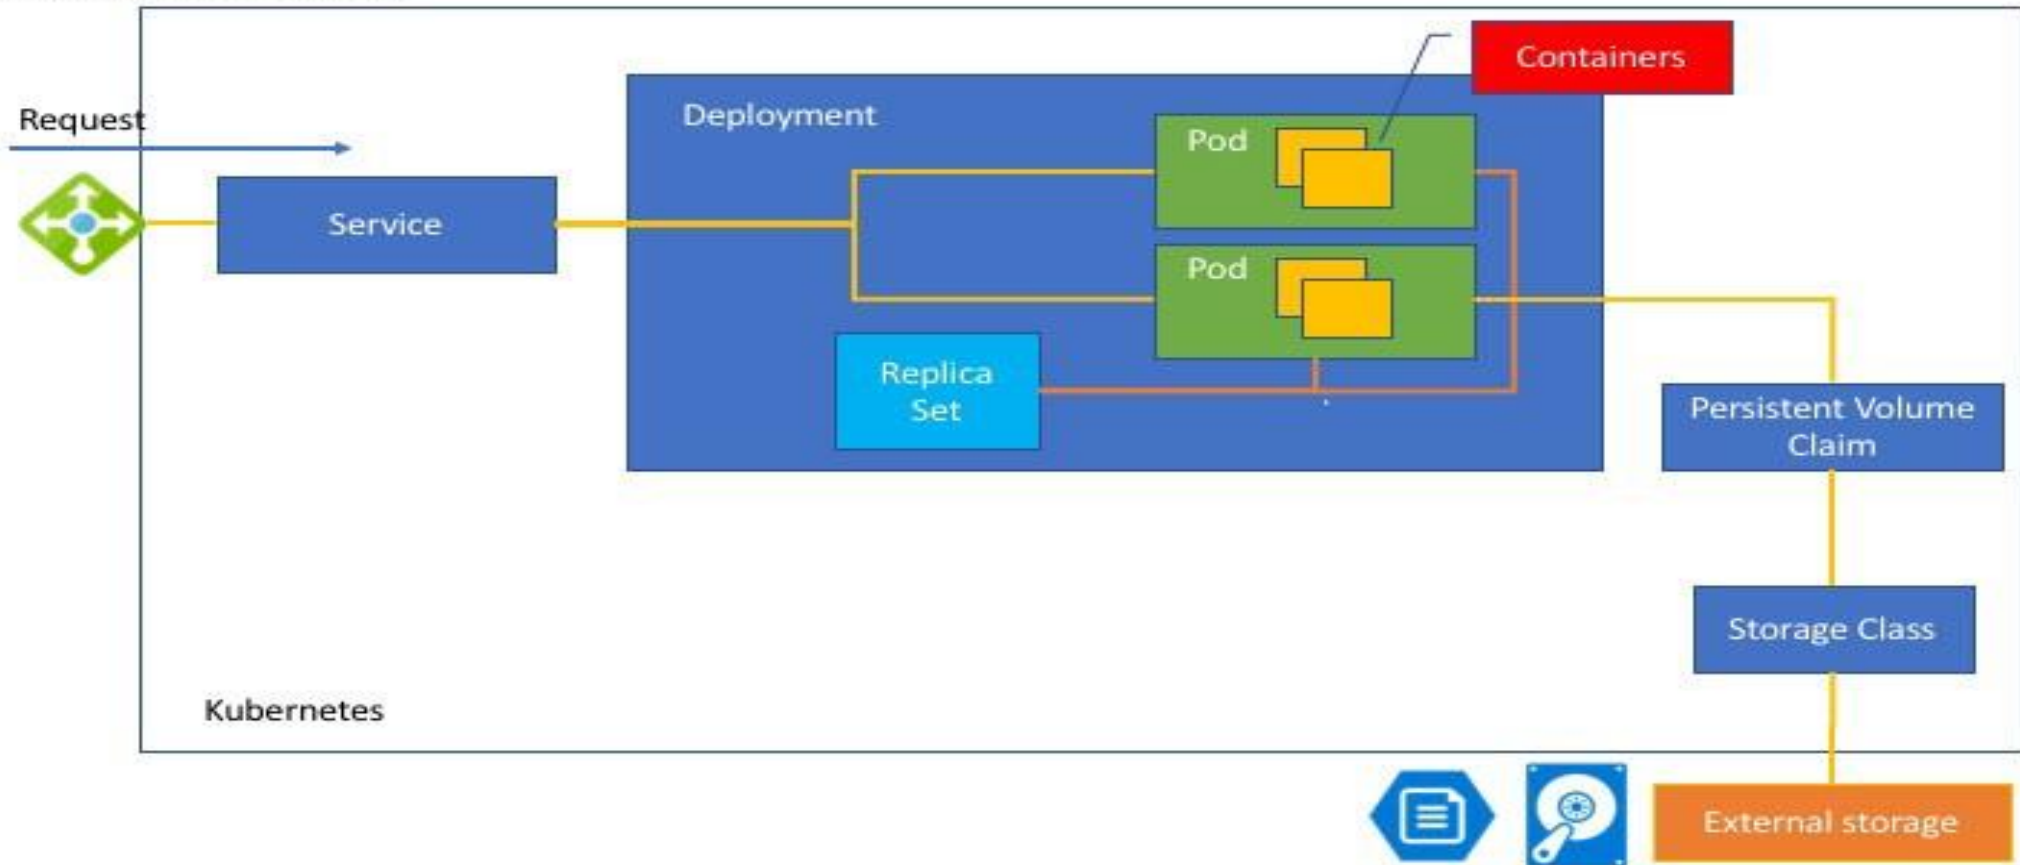 Containers
Request
Deployment
Pod
Service
Pod
Replica
Set
Persistent Volume
Claim
Storage Class
Kubernetes
External storage